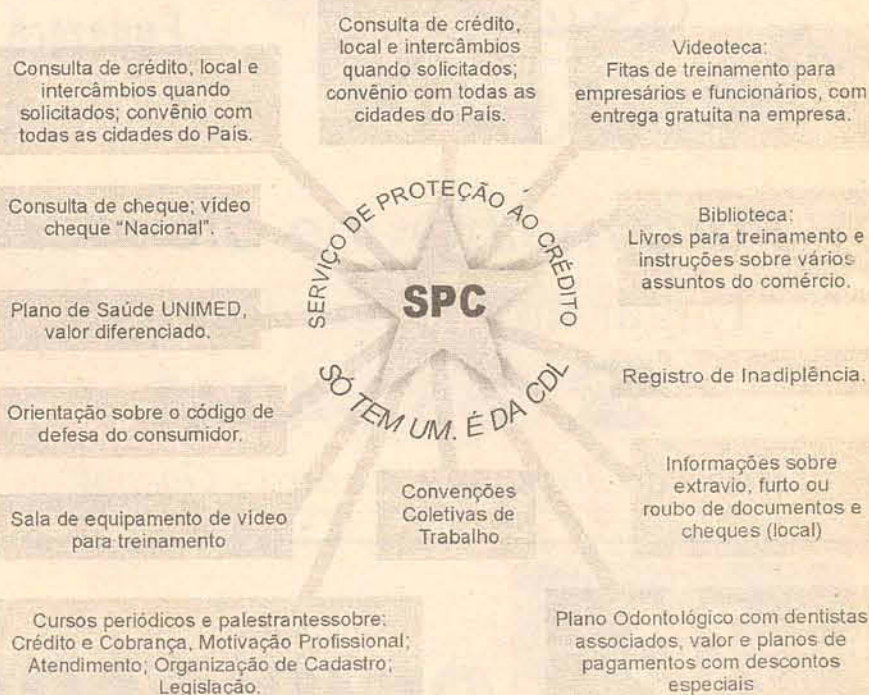 Consulta de crédito, local e
intercâmbios quando
solicitados; convênio com
todas as cidades do País.
Consulta de crédito,
local e intercâmbios
quando solicitados;
convênio com todas as
cidades do País.
Videoteca:
Fitas de treinamento para
empresários e funcionários, com
entrega gratuita na empresa.
Consulta de cheque; vídeo
cheque “Nacional”.
SERVIÇO DE PROTEÇÃO AO CRÉDITO
SPC
SÓ TEM UM. É DA CDL
Biblioteca:
Livros para treinamento e
instruções sobre vários
assuntos do comércio.
Plano de Saúde UNIMED,
valor diferenciado.
Registro de Inadiplência.
Orientação sobre o código de
defesa do consumidor.
Informações sobre
extravio, furto ou
roubo de documentos e
cheques (local)
Sala de equipamento de vídeo
para treinamento
Convenções
Coletivas de
Trabalho
Cursos periódicos e palestrantessobre:
Crédito e Cobrança, Motivação Profissional;
Atendimento; Organização de Cadastro;
Legislação.
Plano Odontológico com dentistas
associados, valor e planos de
pagamentos com descontos
especiais